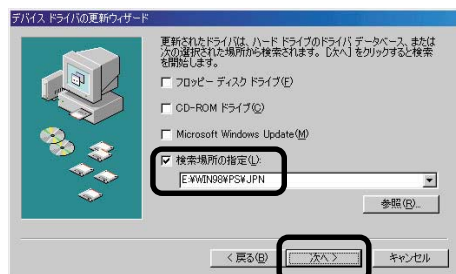 デバイス ドライバの更新ウィザード
更新されたドライバは、ハード ドライブのドライバ データベース、または
次の選択された場所から検索されます。[次へ] をクリックすると検索
を開始します。
フロッピー ディスク ドライブ(F)
CD-ROM ドライブ(C)
Microsoft Windows Update(M)
検索場所の指定(L):
E:¥WIN98¥PS¥JPN
参照(R)...
< 戻る(B)
次へ >
キャンセル